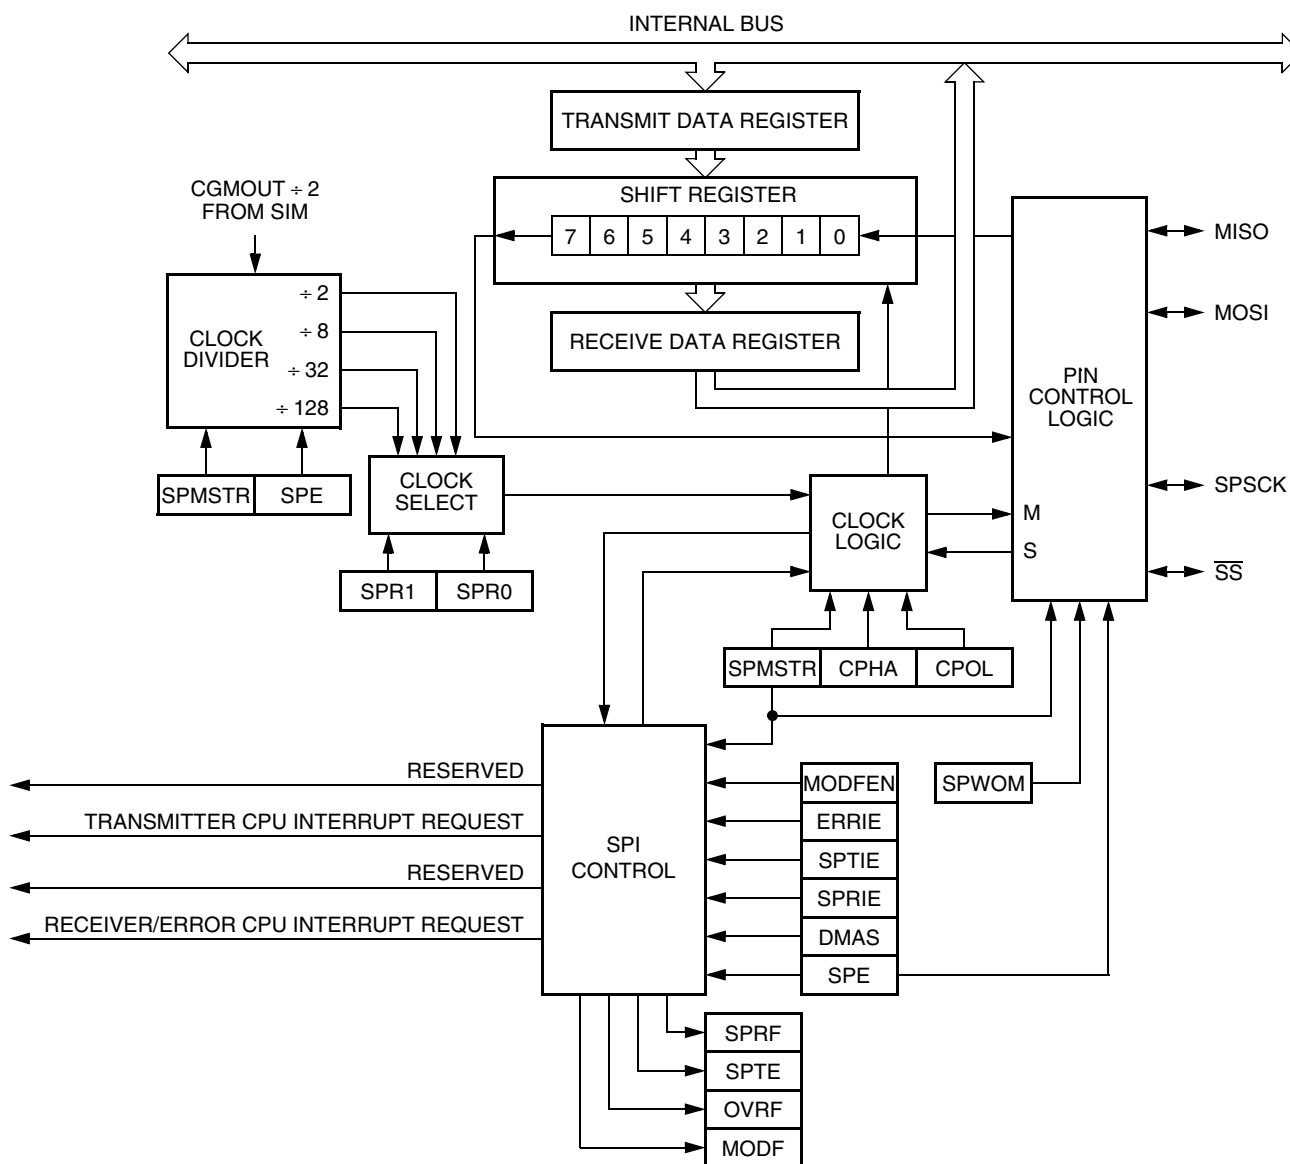 INTERNAL BUS
TRANSMIT DATA REGISTER
SHIFT REGISTER
7 6 5 4 3 2 1 0
RECEIVE DATA REGISTER
CGMOUT ÷ 2
FROM SIM
CLOCK
DIVIDER
÷ 2
÷ 8
÷ 32
÷ 128
SPMSTR SPE
CLOCK
SELECT
SPR1 SPR0
CLOCK
LOGIC
SPMSTR CPHA CPOL
PIN
CONTROL
LOGIC
M
S
MISO
MOSI
SPSCK
SS
SPWOM
SPI
CONTROL
RESERVED
TRANSMITTER CPU INTERRUPT REQUEST
RESERVED
RECEIVER/ERROR CPU INTERRUPT REQUEST
MODFEN
ERRIE
SPTIE
SPRIE
DMAS
SPE
SPRF
SPTE
OVRF
MODF